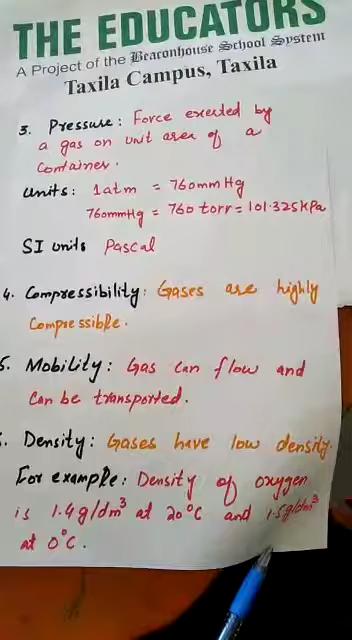 THE EDUCATORS
A Project of the Beaconhouse School System
Taxila Campus, Taxila
3. Pressure: Force exerted by
a gas on unit area of a
container.
Units: 1atm = 760mmHg
760mmHg = 760 torr = 101.325kPa
SI units Pascal
4. Compressibility: Gases are highly
Compressible.
5. Mobility: Gas can flow and
can be transported.
Density: Gases have low density.
For example: Density of oxygen
is 1.4g/dm³ at 20°C and 1.5g/dm³
at 0°C.